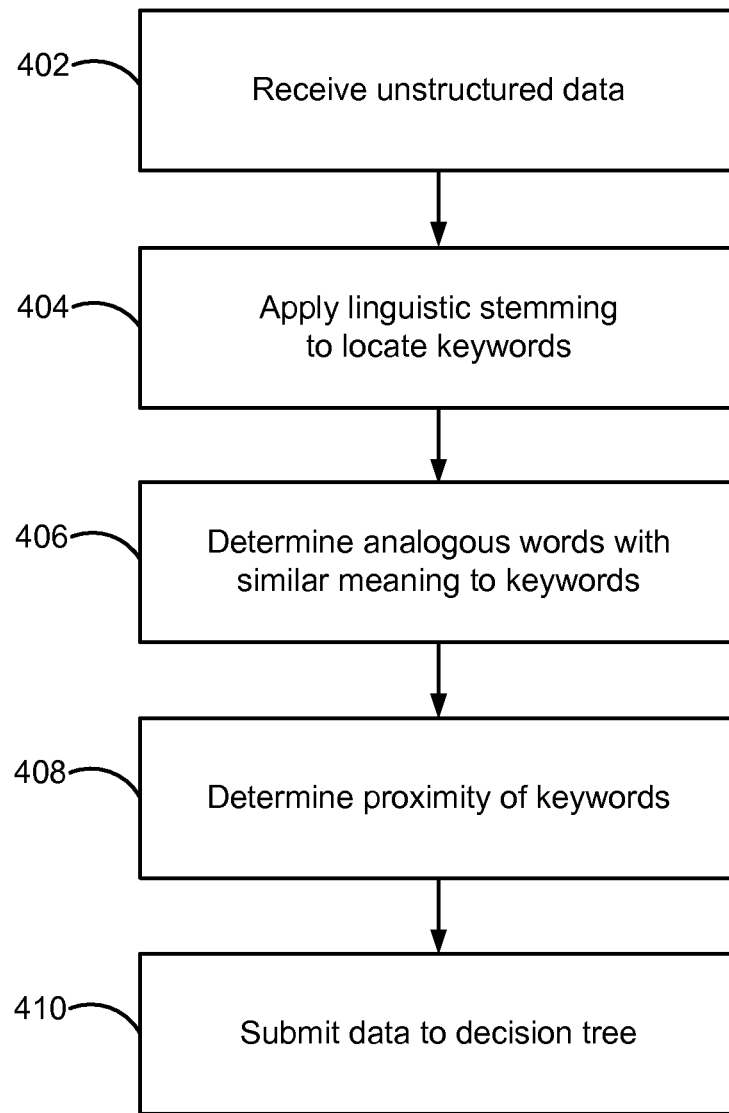 402
Receive unstructured data
404
Apply linguistic stemming
to locate keywords
406
Determine analogous words with
similar meaning to keywords
408
Determine proximity of keywords
410
Submit data to decision tree